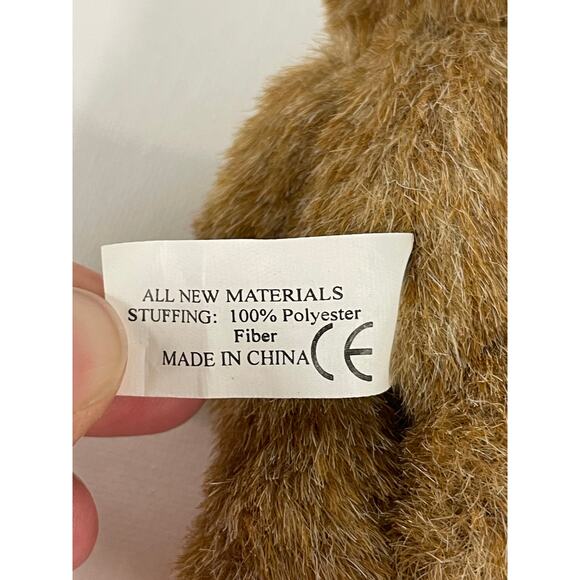 ALL NEW MATERIALS
STUFFING: 100% Polyester
Fiber
MADE IN CHINA CE